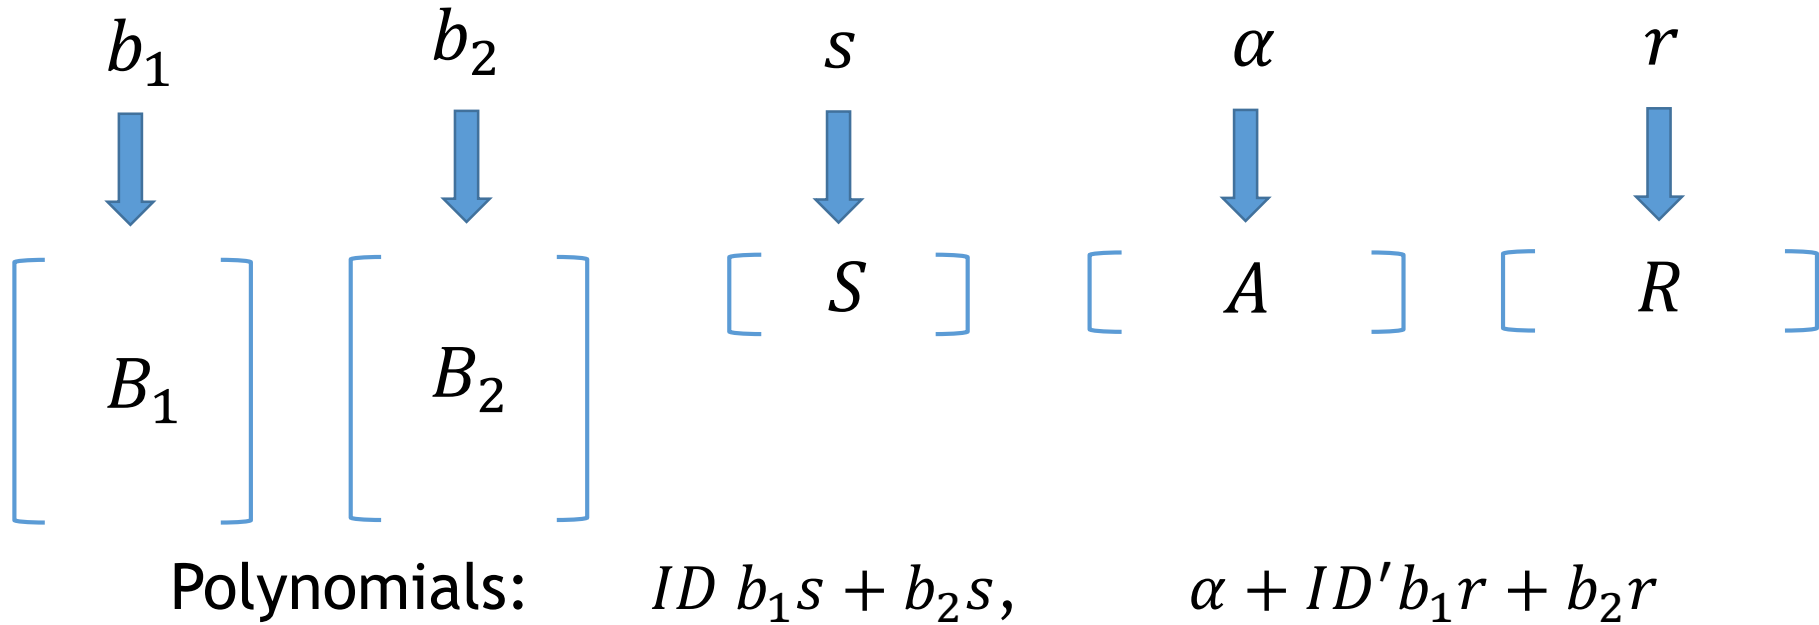 b₁ b₂ s α r
B₁ B₂ S A R
Polynomials: ID b₁s + b₂s, α + ID′b₁r + b₂r